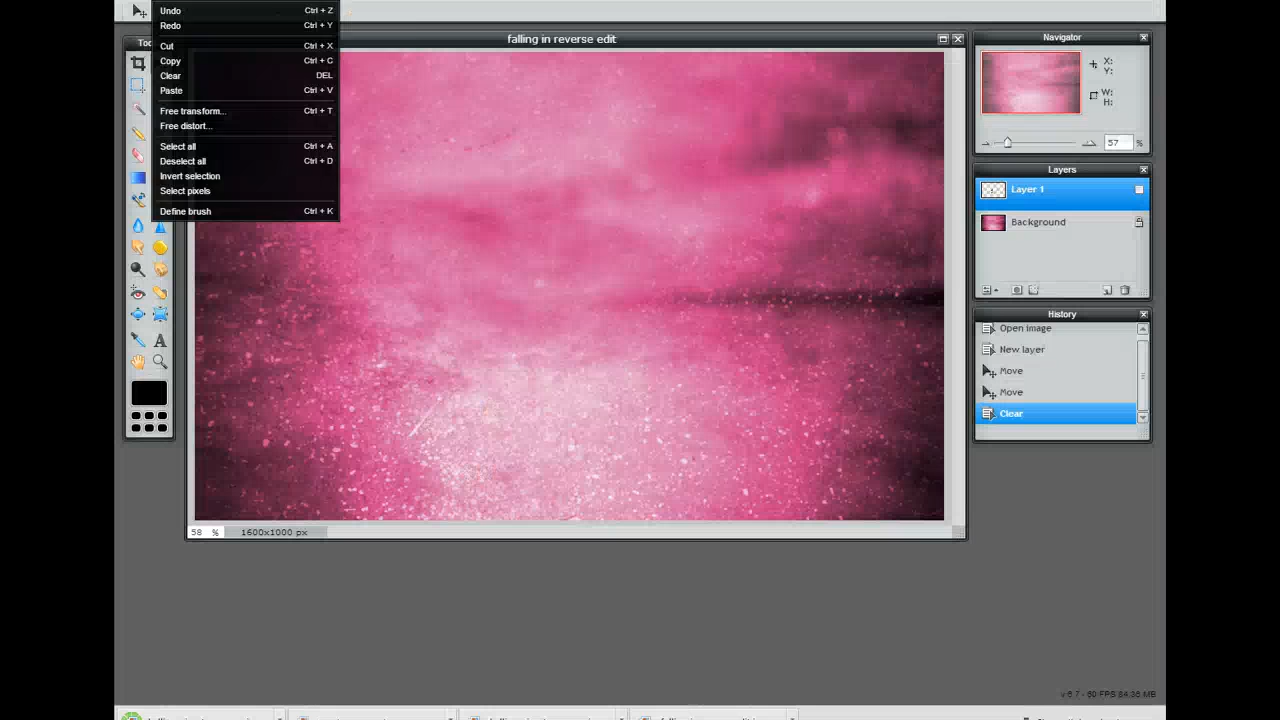 Undo Ctrl + Z
Redo Ctrl + Y
Cut Ctrl + X
Copy Ctrl + C
Clear DEL
Paste Ctrl + V
Free transform... Ctrl + T
Free distort...
Select all Ctrl + A
Deselect all Ctrl + D
Invert selection
Select pixels
Define brush Ctrl + K
Too
falling in reverse edit
58 % 1600x1000 px
Navigator
X:
Y:
W:
H:
57 %
Layers
Layer 1
Background
History
Open image
New layer
Move
Move
Clear